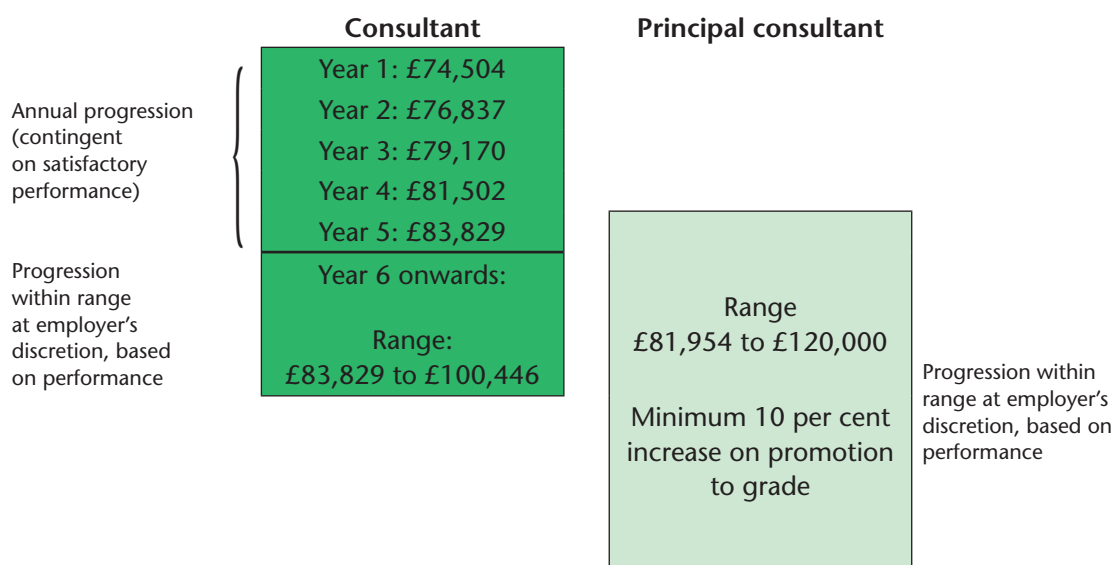 Consultant
Principal consultant
Annual progression
(contingent
on satisfactory
performance)
Year 1: £74,504
Year 2: £76,837
Year 3: £79,170
Year 4: £81,502
Year 5: £83,829
Progression
within range
at employer's
discretion, based
on performance
Year 6 onwards:
Range:
£83,829 to £100,446
Range
£81,954 to £120,000
Minimum 10 per cent
increase on promotion
to grade
Progression within
range at employer's
discretion, based on
performance